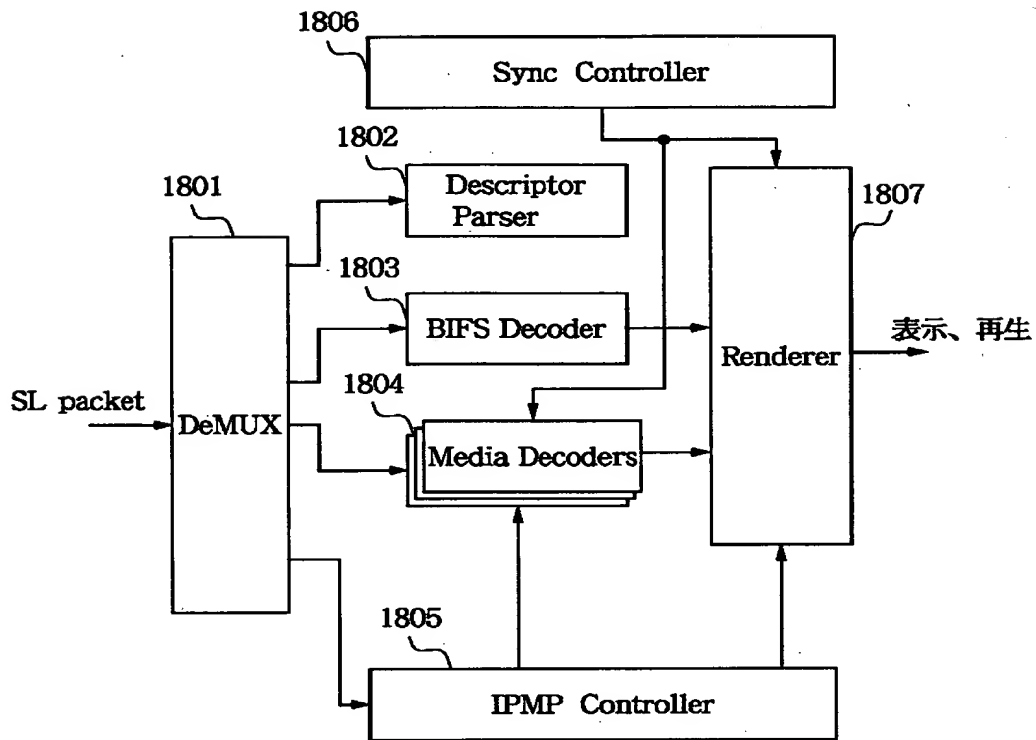 1806
Sync Controller
1802
Descriptor
Parser
1801
1807
1803
BIFS Decoder
Renderer
表示、再生
1804
SL packet
DeMUX
Media Decoders
1805
IPMP Controller